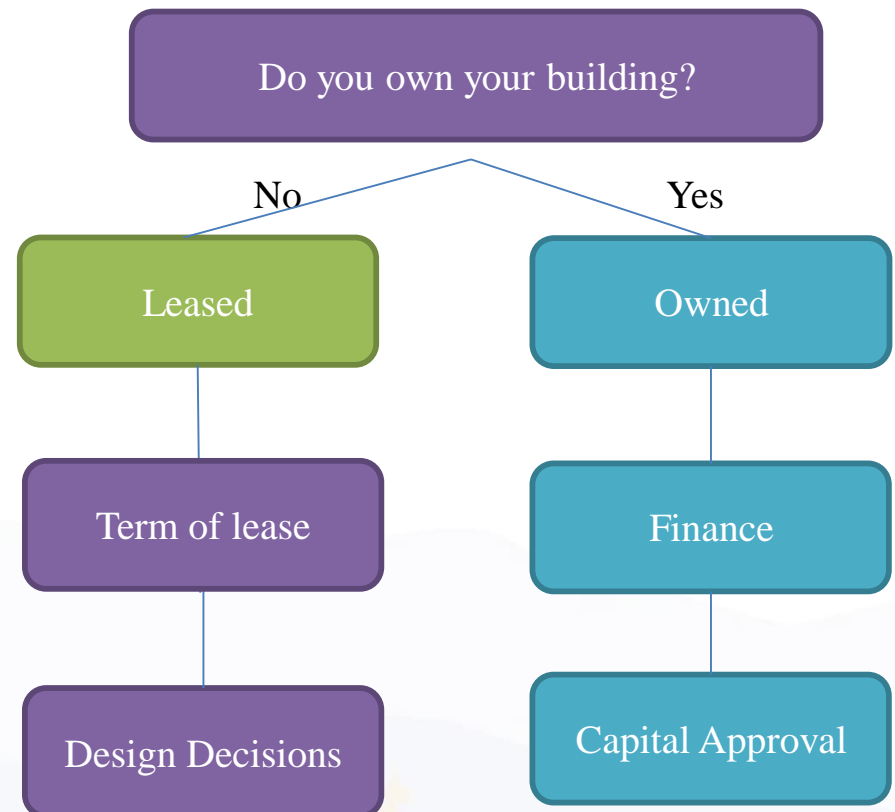 Do you own your building?
No
Yes
Leased
Owned
Term of lease
Finance
Design Decisions
Capital Approval